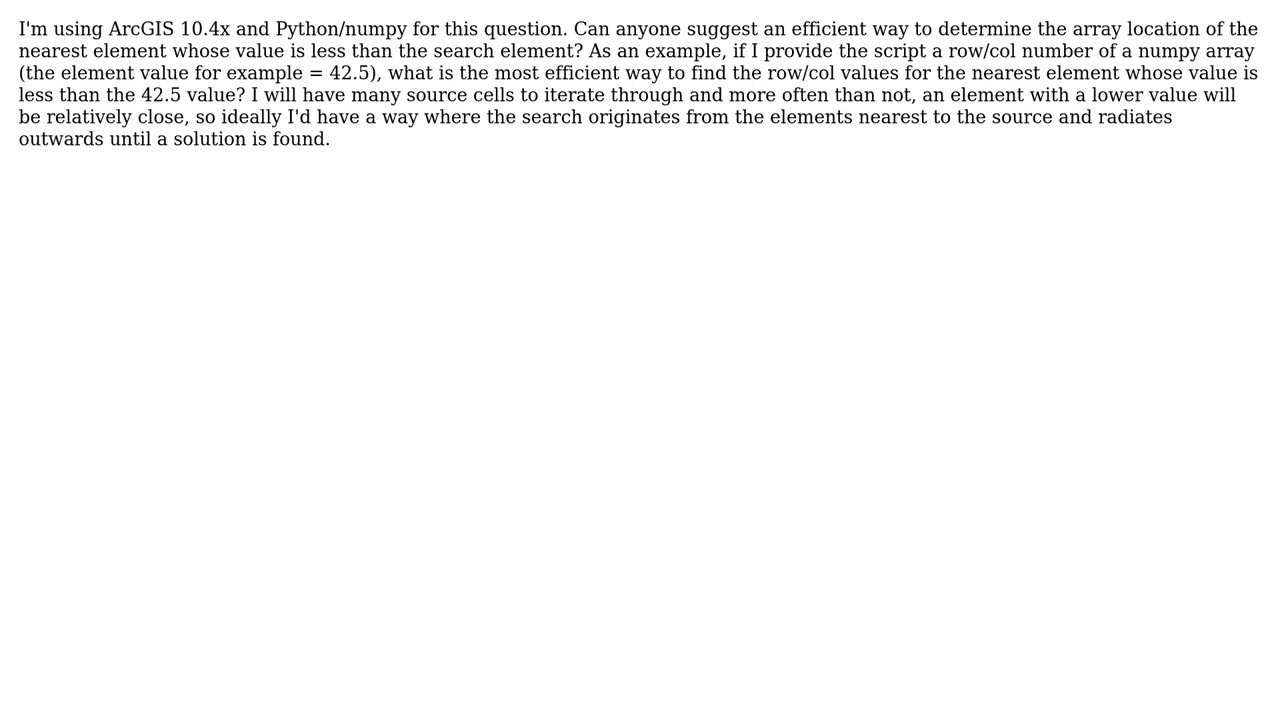 I'm using ArcGIS 10.4x and Python/numpy for this question. Can anyone suggest an efficient way to determine the array location of the
nearest element whose value is less than the search element? As an example, if I provide the script a row/col number of a numpy array
(the element value for example = 42.5), what is the most efficient way to find the row/col values for the nearest element whose value is
less than the 42.5 value? I will have many source cells to iterate through and more often than not, an element with a lower value will
be relatively close, so ideally I'd have a way where the search originates from the elements nearest to the source and radiates
outwards until a solution is found.